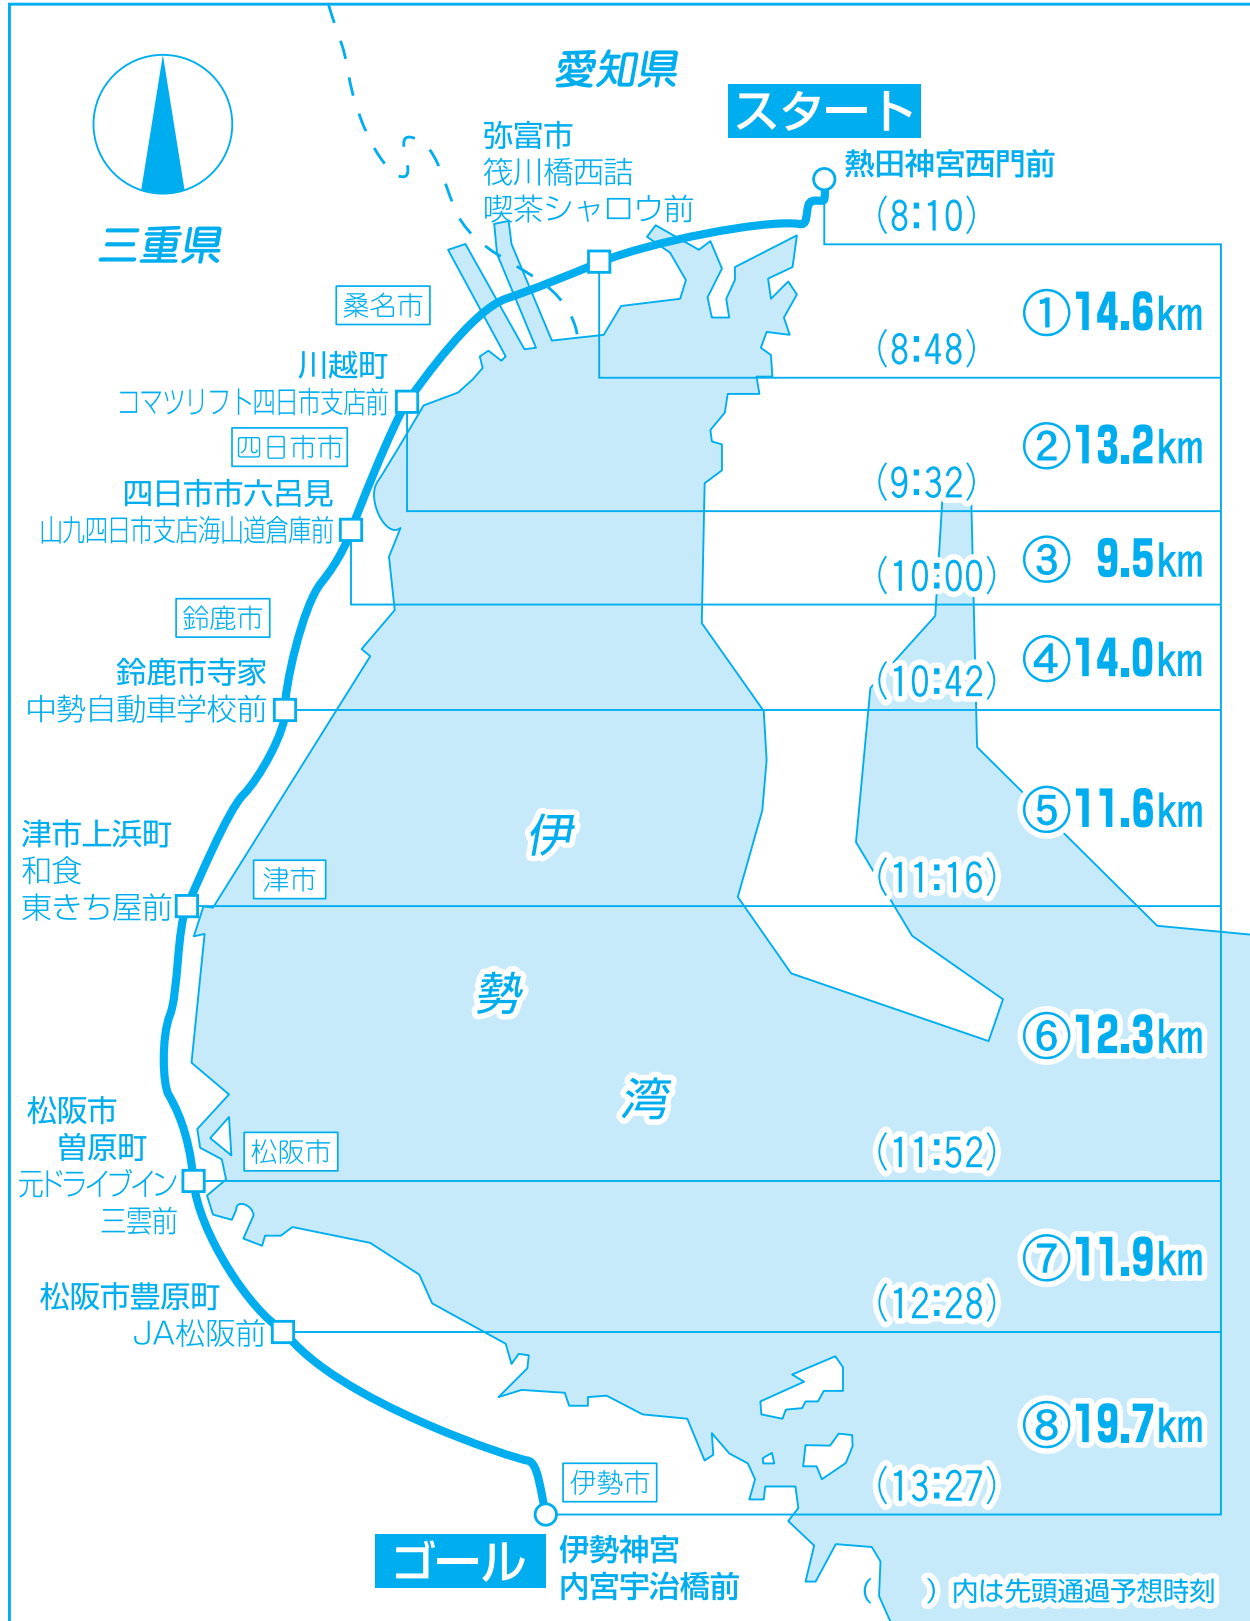 愛知県
スタート
熱田神宮西門前
(8:10)
弥富市
筏川橋西詰
喫茶シャロウ前
三重県
①14.6km
桑名市
(8:48)
川越町
コマツリフト四日市支店前
②13.2km
四日市市
(9:32)
四日市市六呂見
山九四日市支店海山道倉庫前
③ 9.5km
(10:00)
鈴鹿市
④14.0km
鈴鹿市寺家
中勢自動車学校前
(10:42)
⑤11.6km
伊
勢
湾
津市上浜町
和食
東きち屋前
津市
(11:16)
⑥12.3km
松阪市
曽原町
元ドライブイン
三雲前
松阪市
(11:52)
⑦11.9km
松阪市豊原町
JA松阪前
(12:28)
⑧19.7km
伊勢市
(13:27)
ゴール
伊勢神宮
内宮宇治橋前
(　)内は先頭通過予想時刻